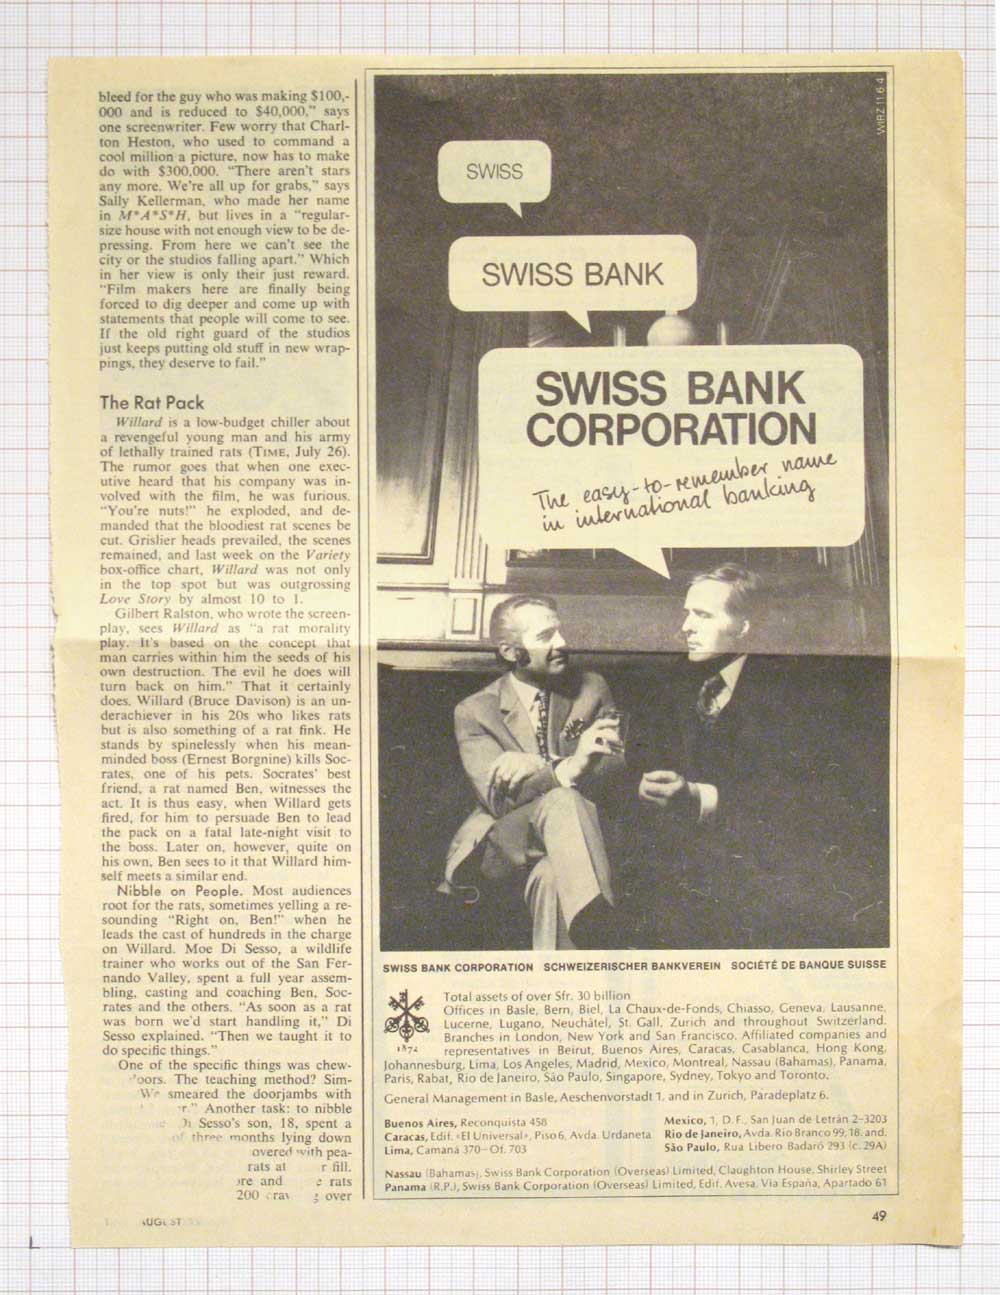 bleed for the guy who was making $100,-
000 and is reduced to $40,000," says
one screenwriter. Few worry that Charl-
ton Heston, who used to command a
cool million a picture, now has to make
do with $300,000. "There aren't stars
any more. We're all up for grabs," says
Sally Kellerman, who made her name
in M*A*S*H, but lives in a "regular-
size house with not enough view to be de-
pressing. From here we can't see the
city or the studios falling apart." Which
in her view is only their just reward.
"Film makers here are finally being
forced to dig deeper and come up with
statements that people will come to see.
If the old right guard of the studios
just keeps putting old stuff in new wrap-
pings, they deserve to fail."
The Rat Pack
Willard is a low-budget chiller about
a revengeful young man and his army
of lethally trained rats (TIME, July 26).
The rumor goes that when one exec-
utive heard that his company was in-
volved with the film, he was furious.
"You're nuts!" he exploded, and de-
manded that the bloodiest rat scenes be
cut. Grislier heads prevailed, the scenes
remained, and last week on the Variety
box-office chart, Willard was not only
in the top spot but was outgrossing
Love Story by almost 10 to 1.
Gilbert Ralston, who wrote the screen-
play, sees Willard as "a rat morality
play. It's based on the concept that
man carries within him the seeds of his
own destruction. The evil he does will
turn back on him." That it certainly
does. Willard (Bruce Davison) is an un-
derachiever in his 20s who likes rats
but is also something of a rat fink. He
stands by spinelessly when his mean-
minded boss (Ernest Borgnine) kills Soc-
rates, one of his pets. Socrates' best
friend, a rat named Ben, witnesses the
act. It is thus easy, when Willard gets
fired, for him to persuade Ben to lead
the pack on a fatal late-night visit to
the boss. Later on, however, quite on
his own, Ben sees to it that Willard him-
self meets a similar end.
Nibble on People. Most audiences
root for the rats, sometimes yelling a re-
sounding "Right on, Ben!" when he
leads the cast of hundreds in the charge
on Willard. Moe Di Sesso, a wildlife
trainer who works out of the San Fer-
nando Valley, spent a full year assem-
bling, casting and coaching Ben, Soc-
rates and the others. "As soon as a rat
was born we'd start handling it," Di
Sesso explained. "Then we taught it to
do specific things."
One of the specific things was chew-
oors. The teaching method? Sim-
We smeared the doorjambs with
r." Another task: to nibble
Di Sesso's son, 18, spent a
of three months lying down
overed with pea-
rats at r fill.
ore and e rats
200 over
AUGUST
WIRZ 11 6 4
SWISS
SWISS BANK
SWISS BANK
CORPORATION
The easy-to-remember name
in international banking
SWISS BANK CORPORATION SCHWEIZERISCHER BANKVEREIN SOCIÉTÉ DE BANQUE SUISSE
1872
Total assets of over Sfr. 30 billion
Offices in Basle, Bern, Biel, La Chaux-de-Fonds, Chiasso, Geneva, Lausanne,
Lucerne, Lugano, Neuchâtel, St. Gall, Zurich and throughout Switzerland.
Branches in London, New York and San Francisco. Affiliated companies and
representatives in Beirut, Buenos Aires, Caracas, Casablanca, Hong Kong,
Johannesburg, Lima, Los Angeles, Madrid, Mexico, Montreal, Nassau (Bahamas), Panama,
Paris, Rabat, Rio de Janeiro, São Paulo, Singapore, Sydney, Tokyo and Toronto.
General Management in Basle, Aeschenvorstadt 1, and in Zurich, Paradeplatz 6.
Buenos Aires, Reconquista 458
Caracas, Edif. «El Universal», Piso 6, Avda. Urdaneta
Lima, Camana 370–Of. 703
Mexico, 1, D.F., San Juan de Letrán 2–3203
Rio de Janeiro, Avda. Rio Branco 99, 18. and.
São Paulo, Rua Libero Badaró 293 (c. 29A)
Nassau (Bahamas), Swiss Bank Corporation (Overseas) Limited, Claughton House, Shirley Street
Panama (R.P.), Swiss Bank Corporation (Overseas) Limited, Edif. Avesa, Via España, Apartado 61
49